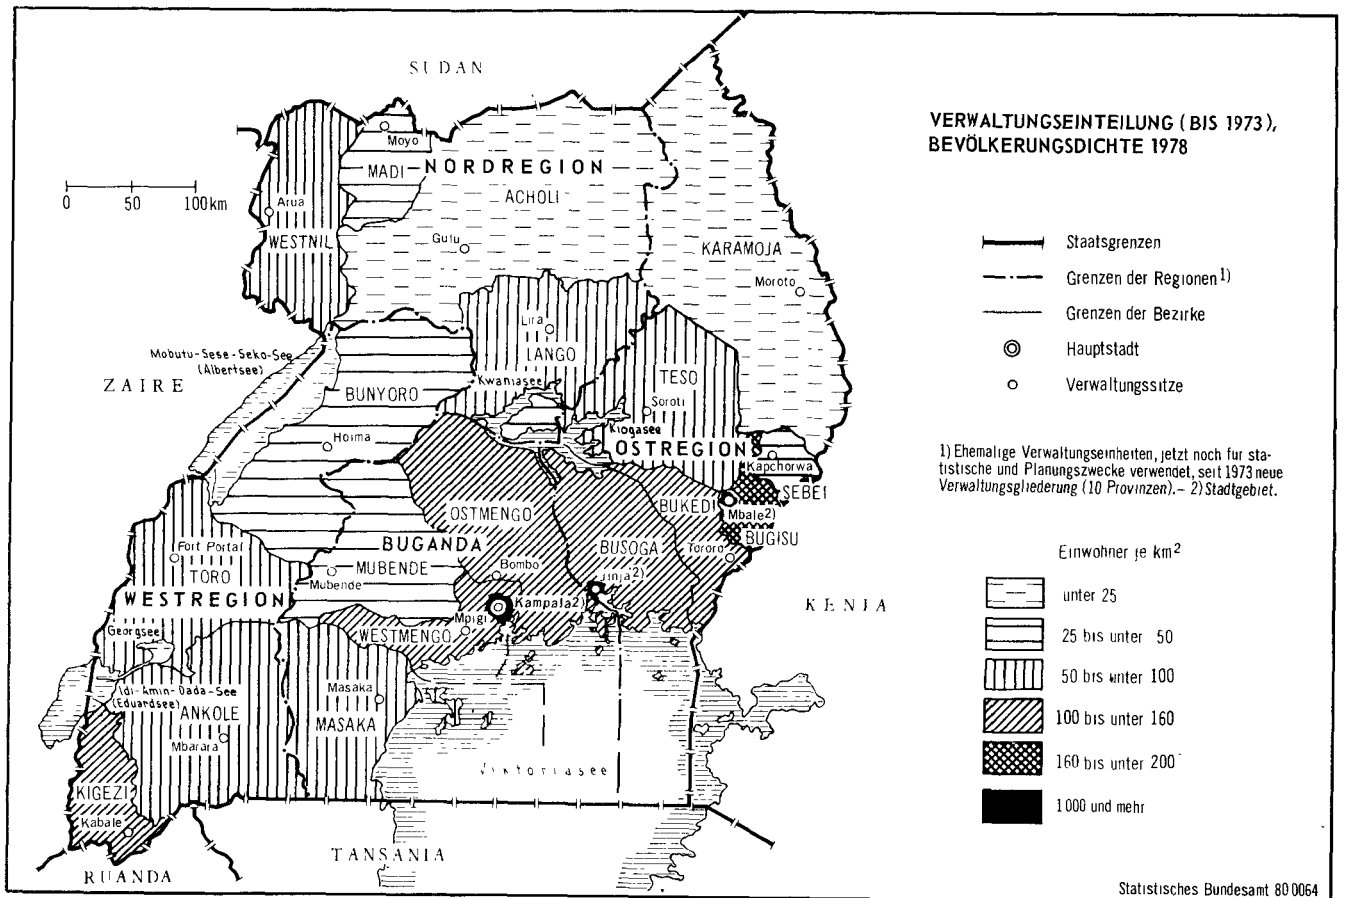 SUDAN
VERWALTUNGSEINTEILUNG (BIS 1973),
BEVÖLKERUNGSDICHTE 1978
Moyo
MADI
NORDREGION
ACHOLI
0 50 100 km
Arua
WESTNIL
Gulu
KARAMOJA
Moroto
Staatsgrenzen
Grenzen der Regionen 1)
Grenzen der Bezirke
Hauptstadt
Verwaltungssitze
Lira
LANGO
Mobutu-Sese-Seko-See
(Albertsee)
ZAIRE
Kwaniasee
TESO
BUNYORO
Soroti
Kiogasee
Hoima
OSTREGION
Kapchorwa
SEBEI
1) Ehemalige Verwaltungseinheiten, jetzt noch für sta-
tistische und Planungszwecke verwendet, seit 1973 neue
Verwaltungsgliederung (10 Provinzen).– 2) Stadtgebiet.
OSTMENGO
BUKEDI
Mbale 2)
BUGISU
BUGANDA
BUSOGA
Tororo
Fort Portal
TORO
MUBENDE
Mubende
Bombo
Jinja 2)
WESTREGION
Kampala 2)
KENIA
Mpigi
WESTMENGO
Georgsee
Idi-Amin-Dada-See
(Eduardsee)
ANKOLE
Mbarara
Masaka
MASAKA
Viktoriasee
KIGEZI
Kabale
TANSANIA
RUANDA
Einwohner je km²
unter 25
25 bis unter 50
50 bis unter 100
100 bis unter 160
160 bis unter 200
1000 und mehr
Statistisches Bundesamt 80 0064